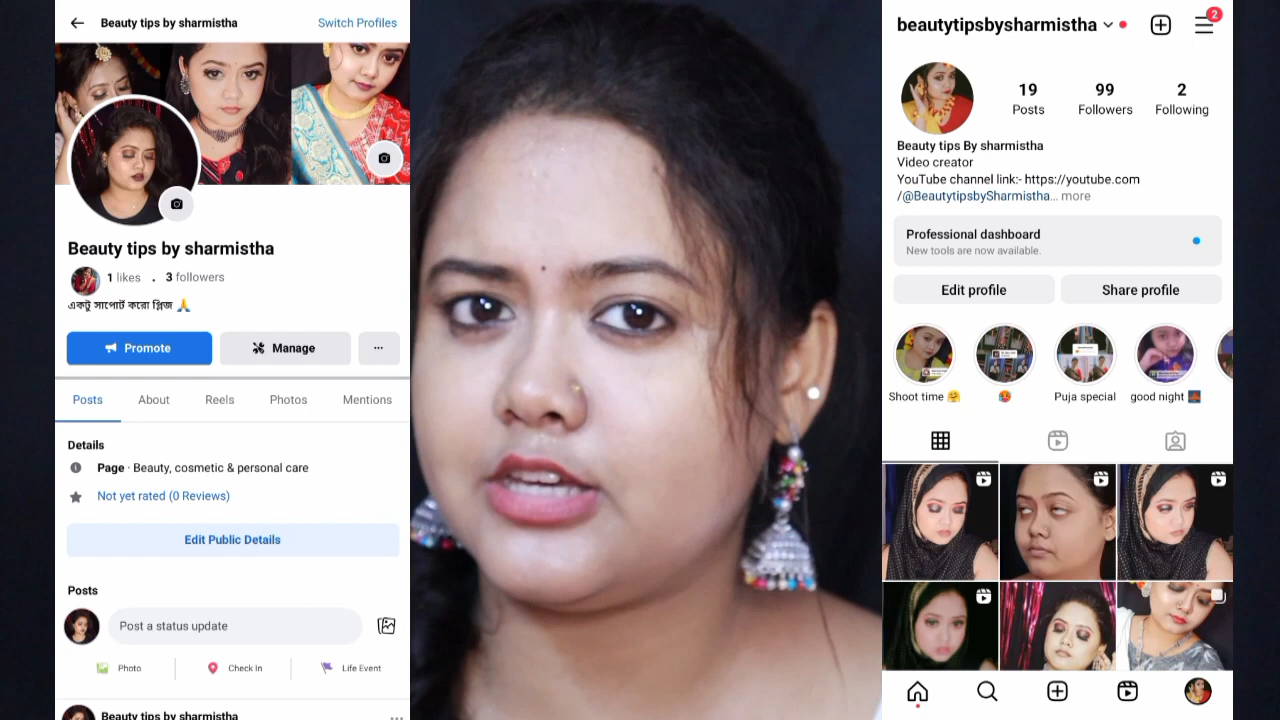 Beauty tips by sharmistha
Switch Profiles
Beauty tips by sharmistha
1 likes . 3 followers
একটু সাপোর্ট করো প্লিজ 🙏
Promote
Manage
Posts
About
Reels
Photos
Mentions
Details
Page · Beauty, cosmetic & personal care
Not yet rated (0 Reviews)
Edit Public Details
Posts
Post a status update
Photo
Check In
Life Event
Beauty tips by sharmistha
beautytipsbysharmistha
2
19
99
2
Posts
Followers
Following
Beauty tips By sharmistha
Video creator
YouTube channel link:- https://youtube.com
/@BeautytipsbySharmistha... more
Professional dashboard
New tools are now available.
Edit profile
Share profile
Shoot time 🤗
🥵
Puja special
good night 🌉